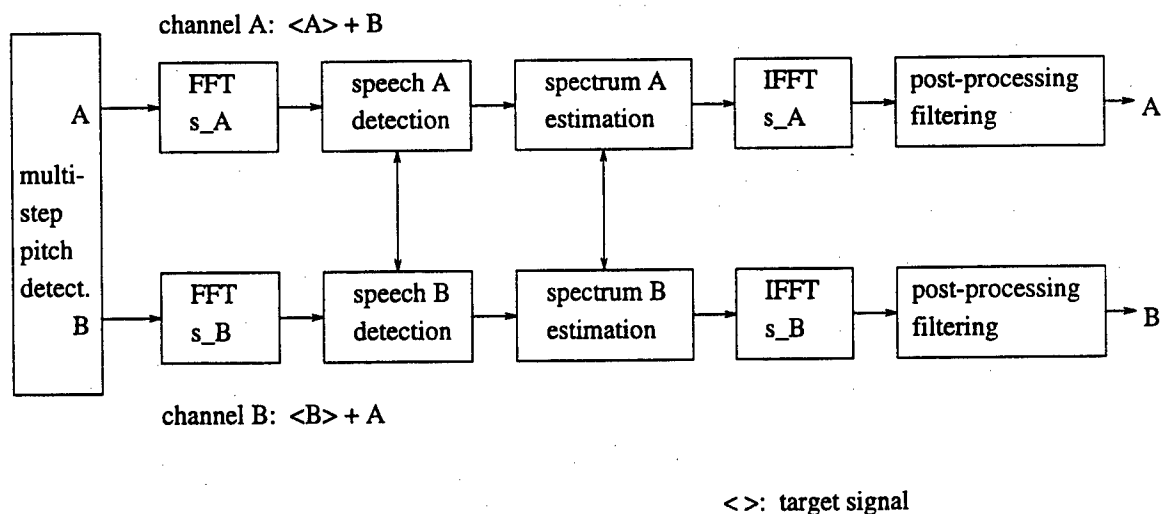 channel A: <A> + B
A
multi-
step
pitch
detect.
B
FFT
s_A
speech A
detection
spectrum A
estimation
IFFT
s_A
post-processing
filtering
A
FFT
s_B
speech B
detection
spectrum B
estimation
IFFT
s_B
post-processing
filtering
B
channel B: <B> + A
< >: target signal